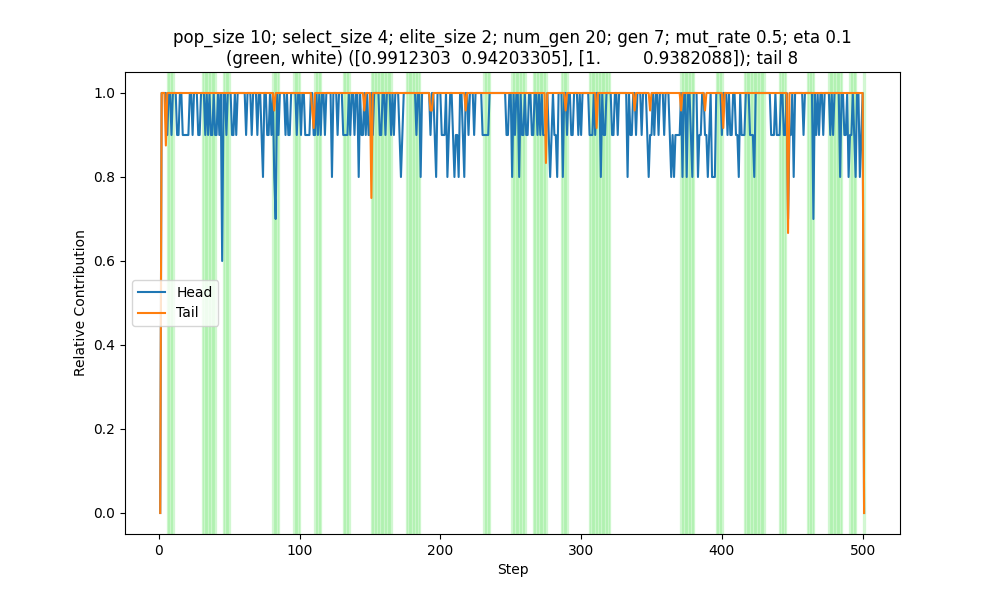 pop_size 10; select_size 4; elite_size 2; num_gen 20; gen 7; mut_rate 0.5; eta 0.1
(green, white) ([0.9912303  0.94203305], [1.         0.9382088]); tail 8
1.0
0.8
0.6
0.4
0.2
0.0
Relative Contribution
Head
Tail
0
100
200
300
400
500
Step